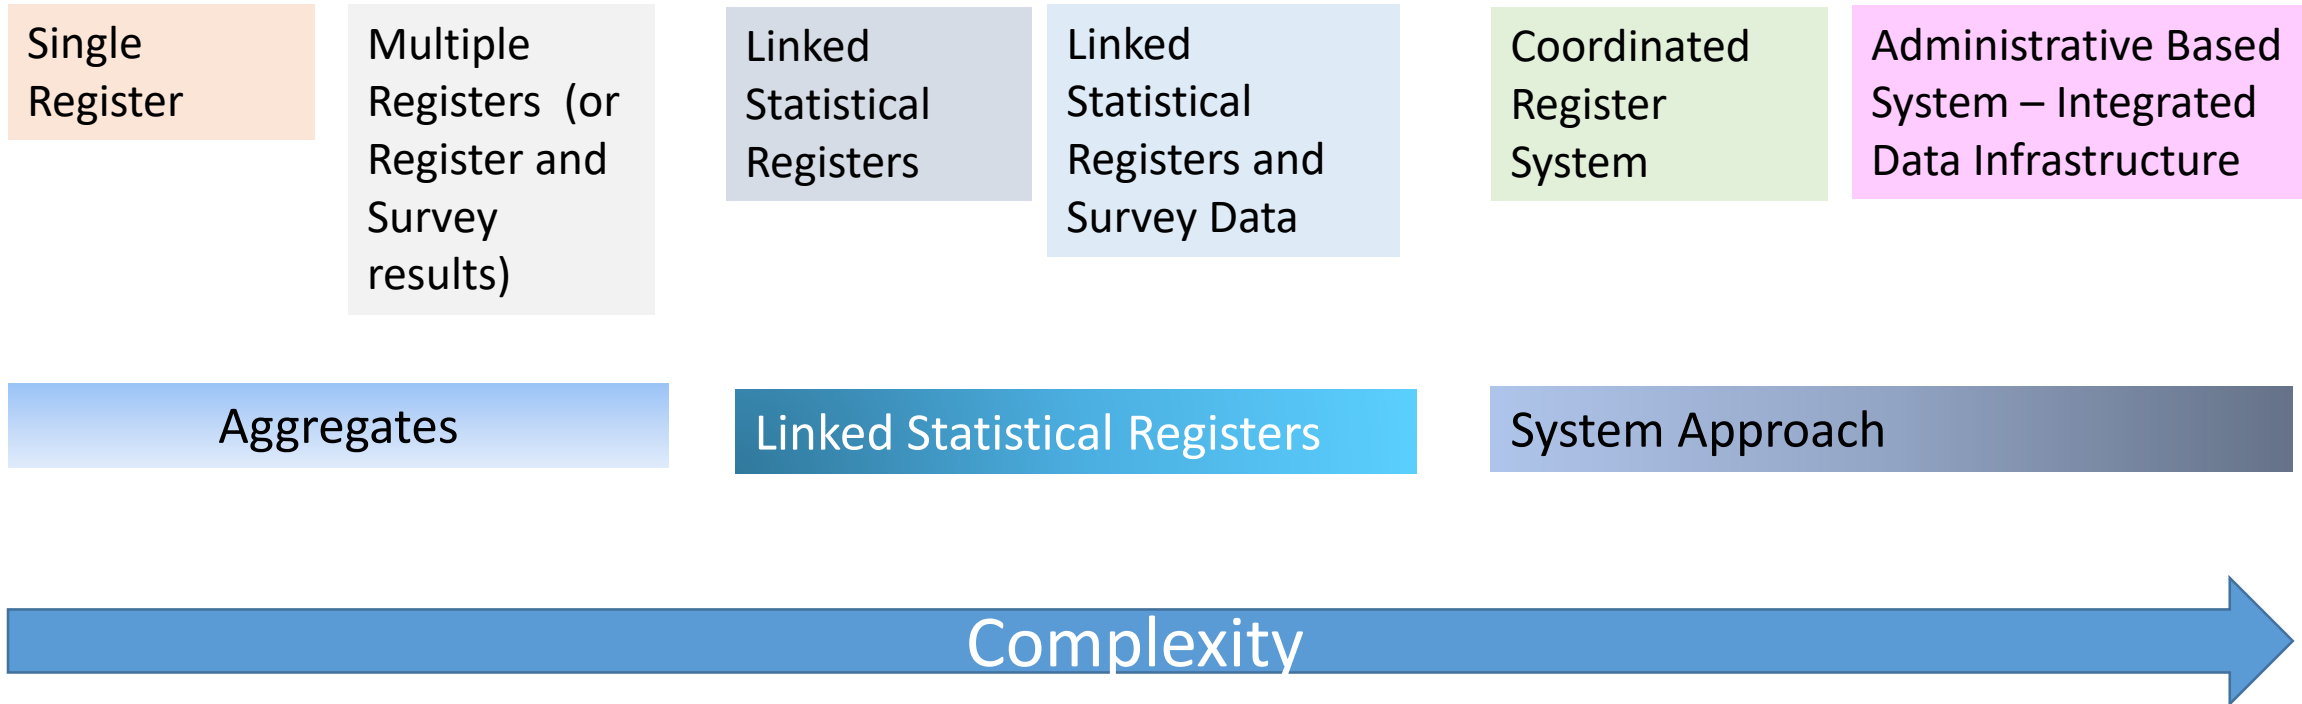 Single
Register
Multiple
Registers  (or
Register and
Survey
results)
Linked
Statistical
Registers
Linked
Statistical
Registers and
Survey Data
Coordinated
Register
System
Administrative Based
System – Integrated
Data Infrastructure
Aggregates
Linked Statistical Registers
System Approach
Complexity